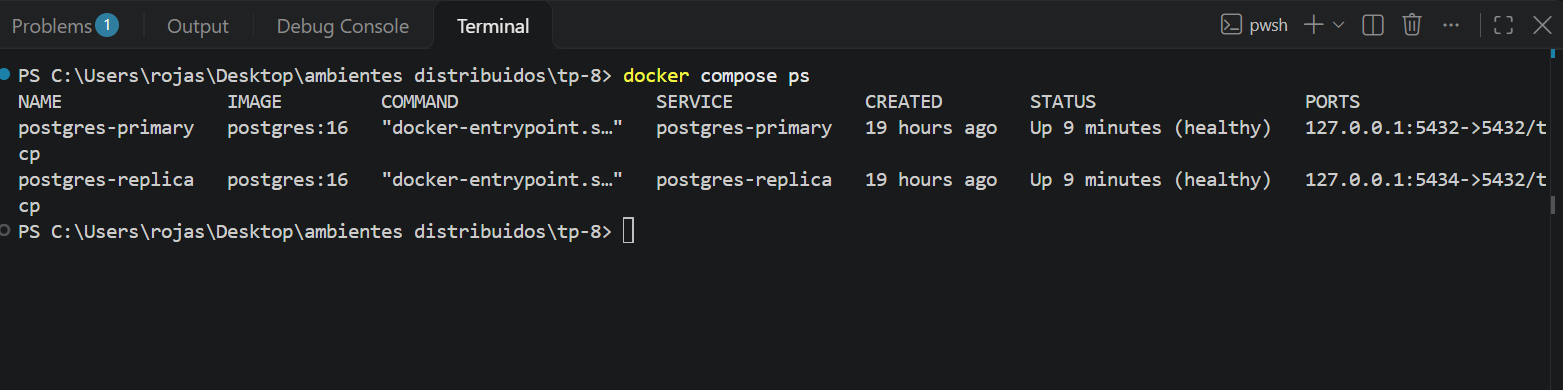 Problems 1 Output Debug Console Terminal pwsh
PS C:\Users\rojas\Desktop\ambientes distribuidos\tp-8> docker compose ps
NAME IMAGE COMMAND SERVICE CREATED STATUS PORTS
postgres-primary postgres:16 "docker-entrypoint.s…" postgres-primary 19 hours ago Up 9 minutes (healthy) 127.0.0.1:5432->5432/t
cp
postgres-replica postgres:16 "docker-entrypoint.s…" postgres-replica 19 hours ago Up 9 minutes (healthy) 127.0.0.1:5434->5432/t
cp
PS C:\Users\rojas\Desktop\ambientes distribuidos\tp-8>